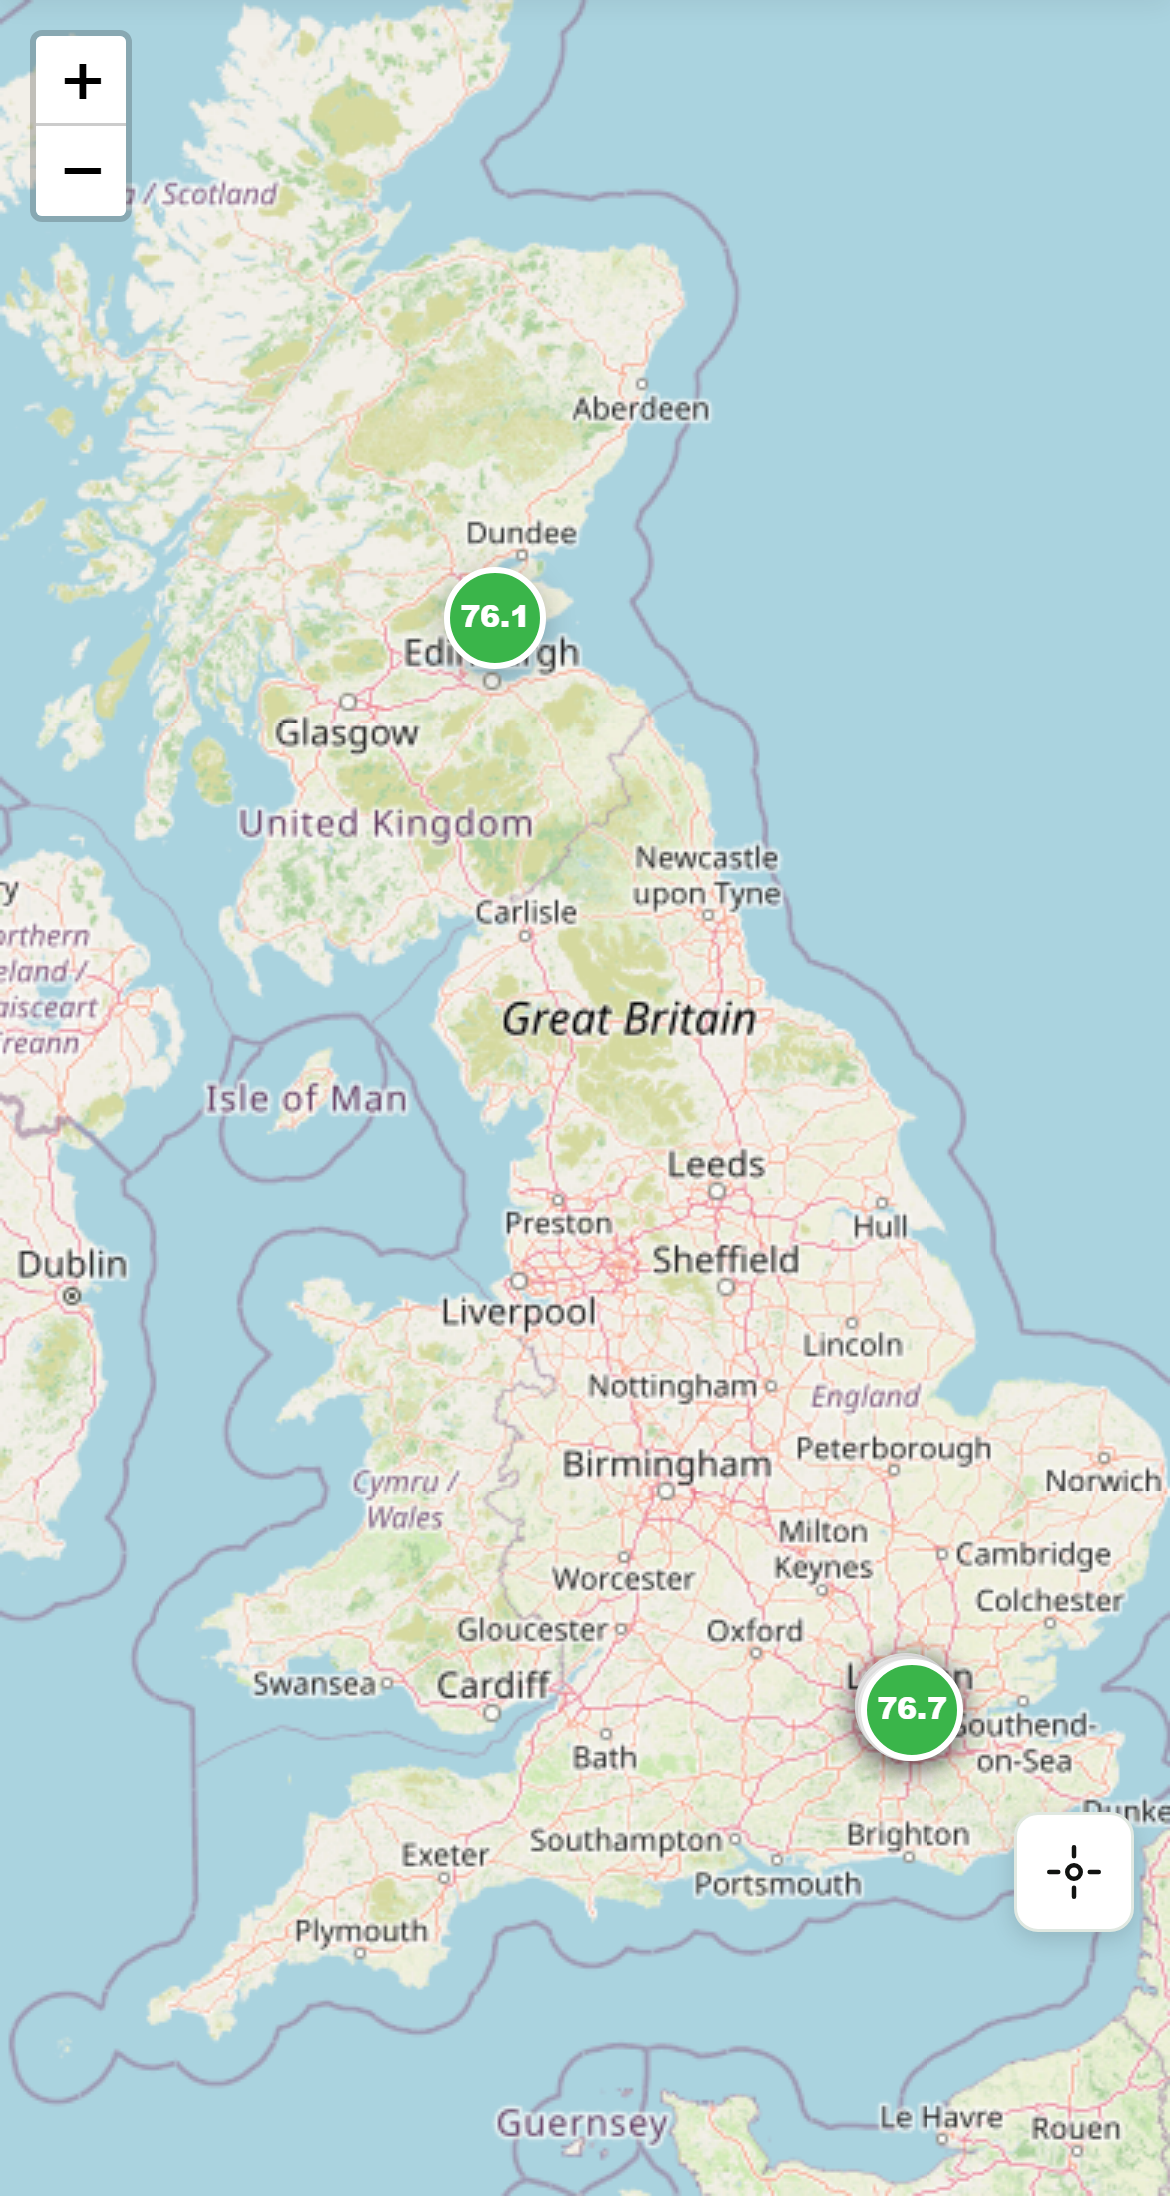 +
−
/ Scotland
Aberdeen
Dundee
76.1
Glasgow
United Kingdom
Newcastle
upon Tyne
Carlisle
Great Britain
Isle of Man
Leeds
Preston
Hull
Dublin
Sheffield
Liverpool
Lincoln
Nottingham
England
Peterborough
Birmingham
Norwich
Cymru /
Wales
Milton
Keynes
Cambridge
Worcester
Colchester
Gloucester
Oxford
Swansea
Cardiff
76.7
Southend-
on-Sea
Bath
Brighton
Southampton
Exeter
Portsmouth
Plymouth
Le Havre
Rouen
Guernsey